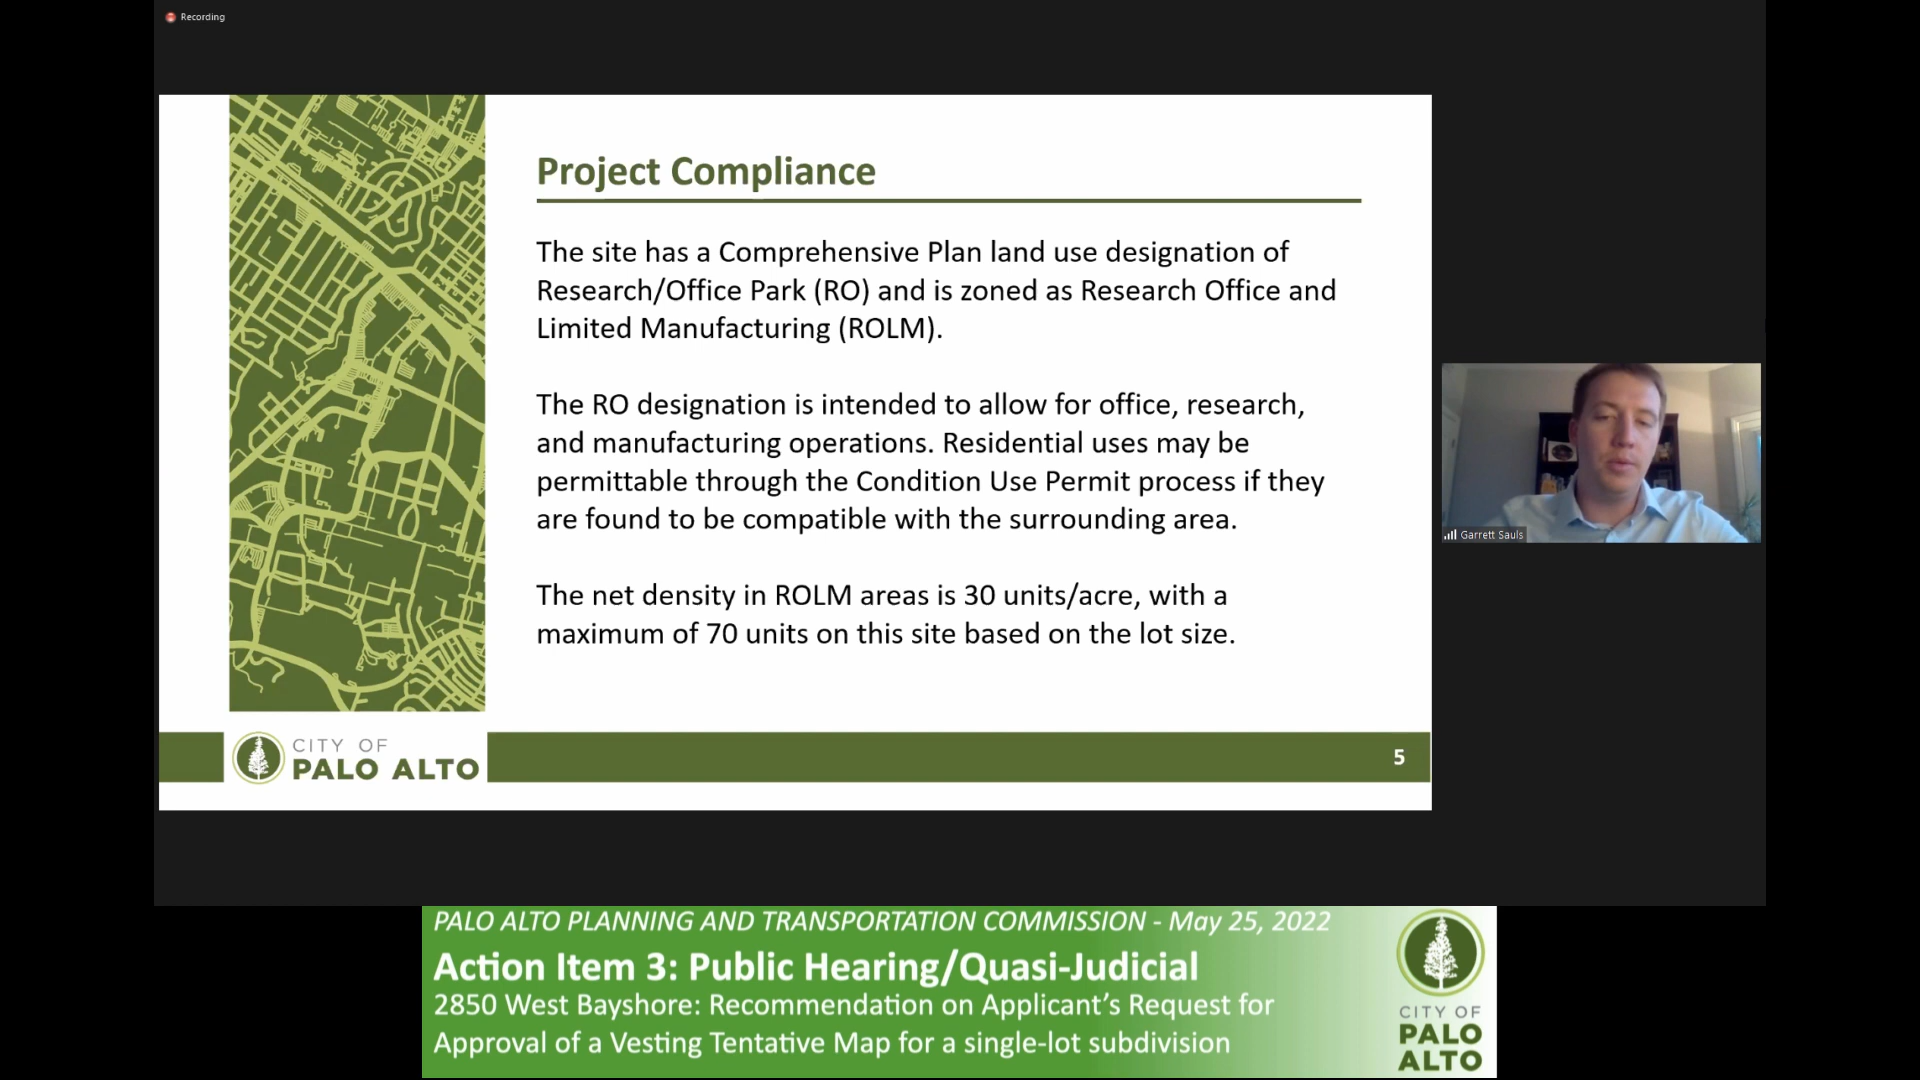 Recording
Project Compliance
The site has a Comprehensive Plan land use designation of
Research/Office Park (RO) and is zoned as Research Office and
Limited Manufacturing (ROLM).
The RO designation is intended to allow for office, research,
and manufacturing operations. Residential uses may be
permittable through the Condition Use Permit process if they
are found to be compatible with the surrounding area.
The net density in ROLM areas is 30 units/acre, with a
maximum of 70 units on this site based on the lot size.
CITY OF
PALO ALTO
5
Garrett Sauls
PALO ALTO PLANNING AND TRANSPORTATION COMMISSION - May 25, 2022
Action Item 3: Public Hearing/Quasi-Judicial
2850 West Bayshore: Recommendation on Applicant’s Request for
Approval of a Vesting Tentative Map for a single-lot subdivision
CITY OF
PALO
ALTO